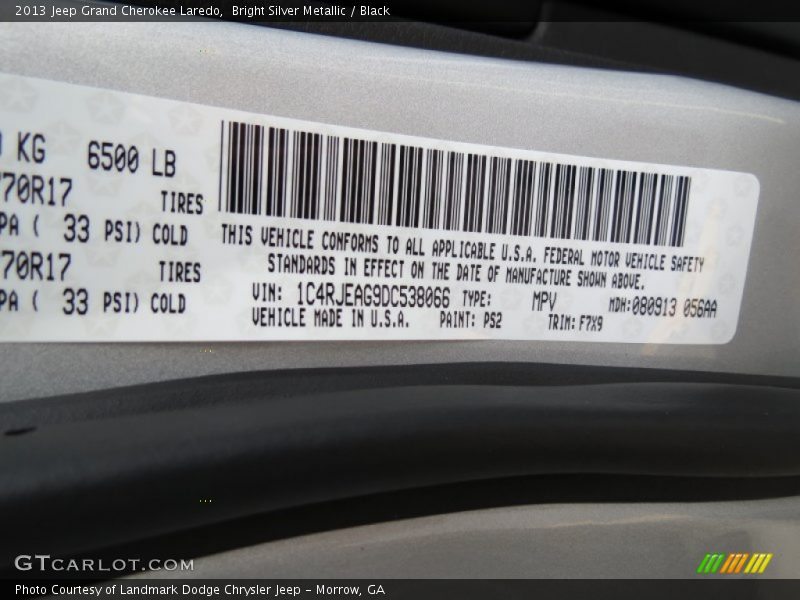 2013 Jeep Grand Cherokee Laredo, Bright Silver Metallic / Black
KG 6500 LB
70R17 TIRES
PA ( 33 PSI) COLD
70R17 TIRES
PA ( 33 PSI) COLD
THIS VEHICLE CONFORMS TO ALL APPLICABLE U.S.A. FEDERAL MOTOR VEHICLE SAFETY
STANDARDS IN EFFECT ON THE DATE OF MANUFACTURE SHOWN ABOVE.
VIN: 1C4RJEAG9DC538066 TYPE: MPV MDH:080913 056AA
VEHICLE MADE IN U.S.A. PAINT: PS2 TRIM: F7X9
GTCARLOT.COM
Photo Courtesy of Landmark Dodge Chrysler Jeep - Morrow, GA